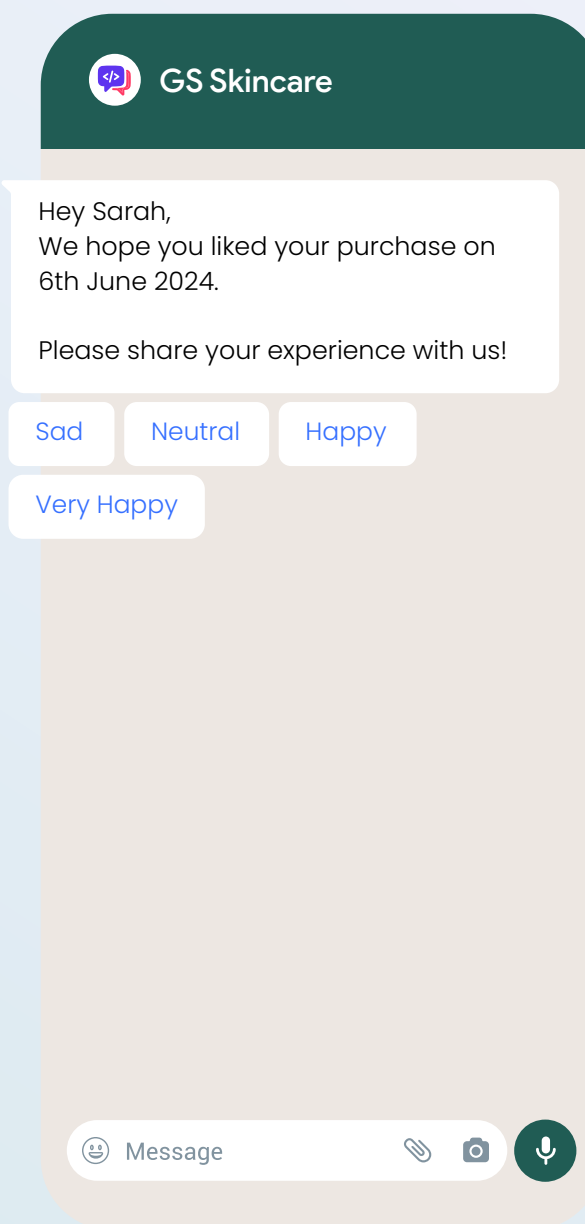 </>
GS Skincare
Hey Sarah,
We hope you liked your purchase on
6th June 2024.
Please share your experience with us!
Sad
Neutral
Happy
Very Happy
Message